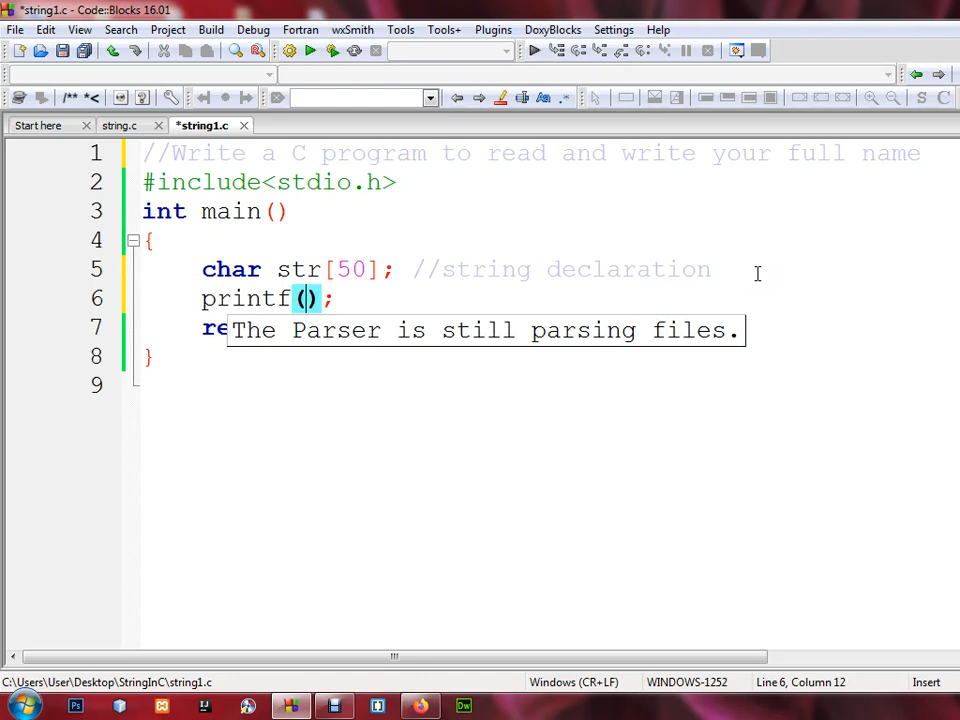 *string1.c - Code::Blocks 16.01
File Edit View Search Project Build Debug Fortran wxSmith Tools Tools+ Plugins DoxyBlocks Settings Help
/** *<
S C
Start here string.c *string1.c
1 //Write a C program to read and write your full name
2 #include<stdio.h>
3 int main()
4 {
5 char str[50]; //string declaration
6 printf();
7 re
The Parser is still parsing files.
8 }
9
C:\Users\User\Desktop\StringInC\string1.c Windows (CR+LF) WINDOWS-1252 Line 6, Column 12 Insert
Ps Dw